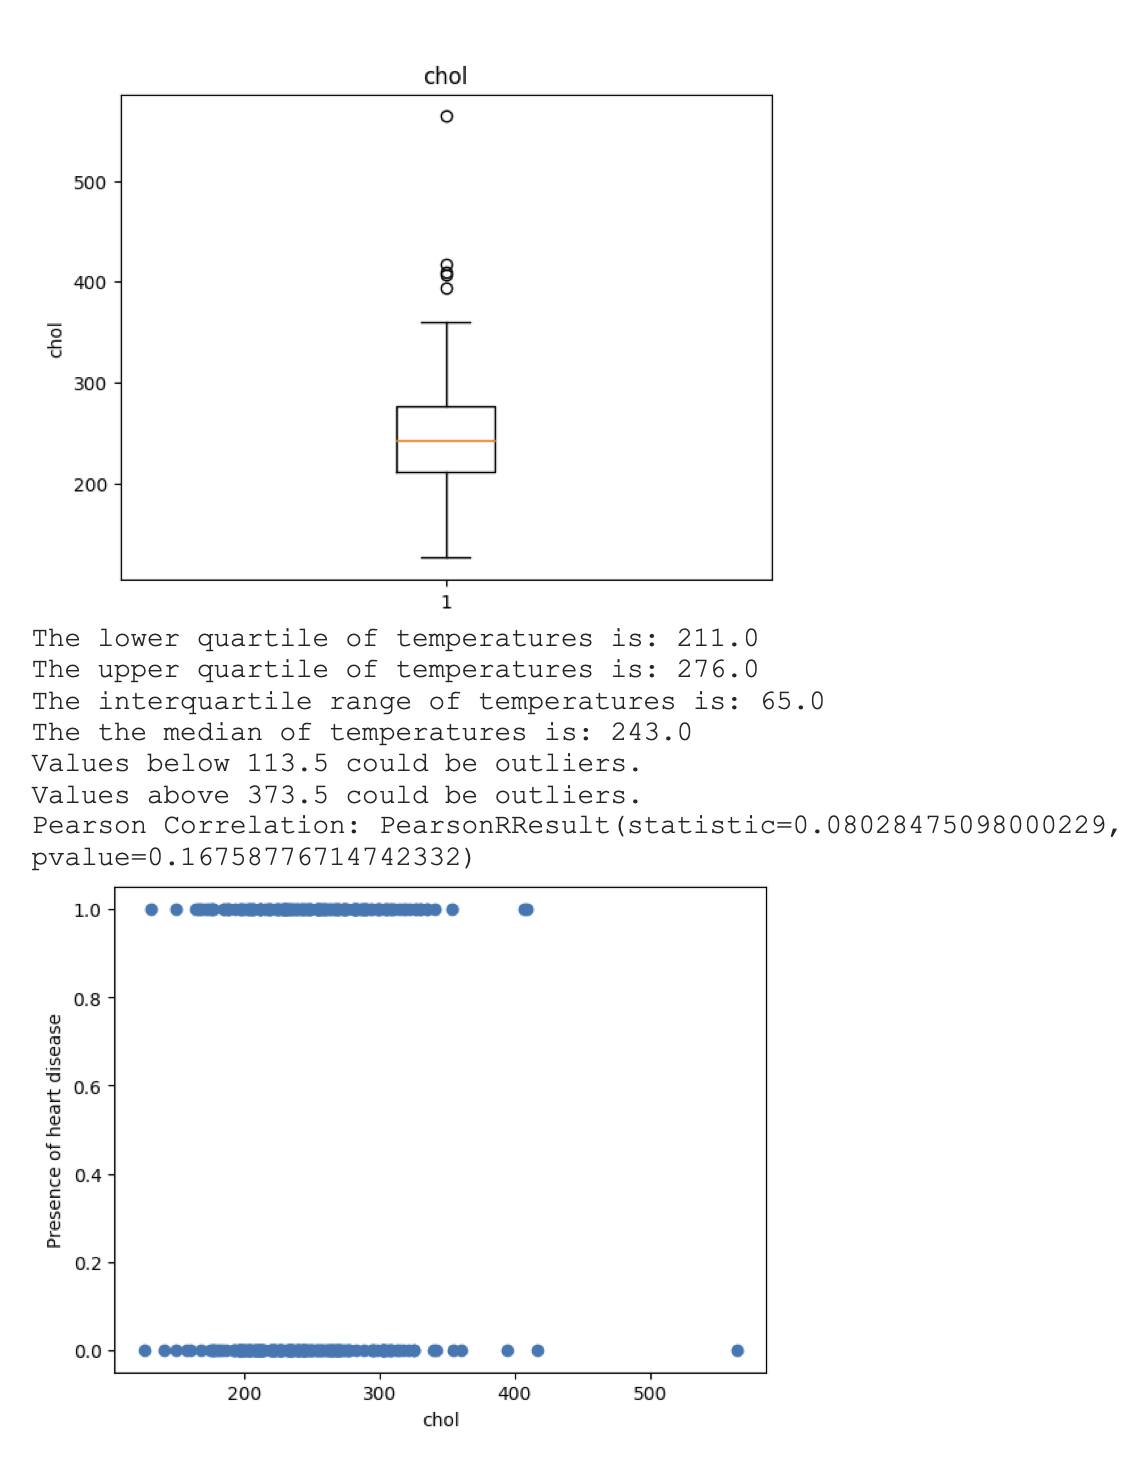 chol
500
400
300
200
chol
1
The lower quartile of temperatures is: 211.0
The upper quartile of temperatures is: 276.0
The interquartile range of temperatures is: 65.0
The the median of temperatures is: 243.0
Values below 113.5 could be outliers.
Values above 373.5 could be outliers.
Pearson Correlation: PearsonRResult(statistic=0.08028475098000229,
pvalue=0.16758776714742332)
1.0
0.8
0.6
0.4
0.2
0.0
Presence of heart disease
200 300 400 500
chol